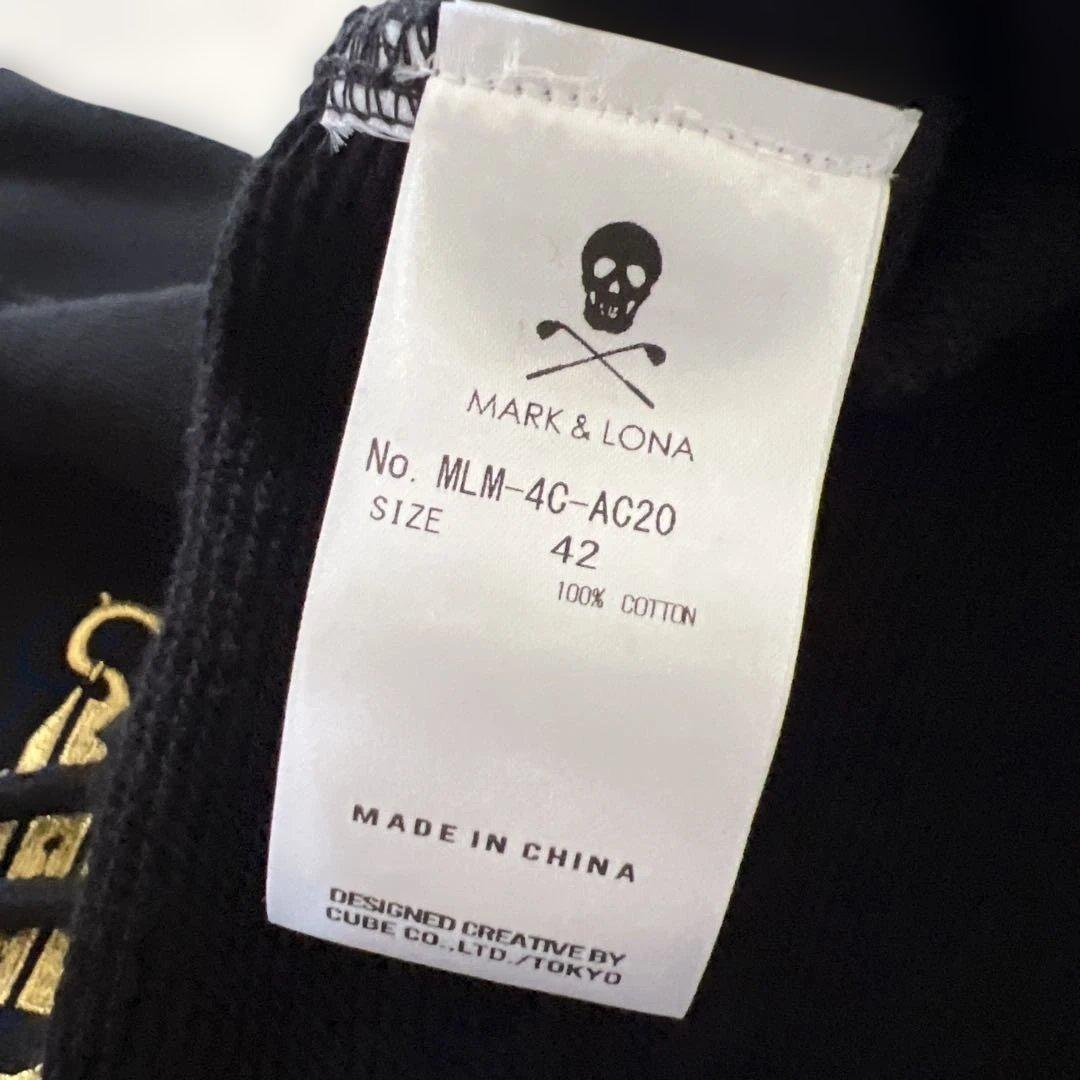 MARK & LONA
No. MLM-4C-AC20
SIZE 42
100% COTTON
MADE IN CHINA
DESIGNED CREATIVE BY
CUBE CO.,LTD./TOKYO